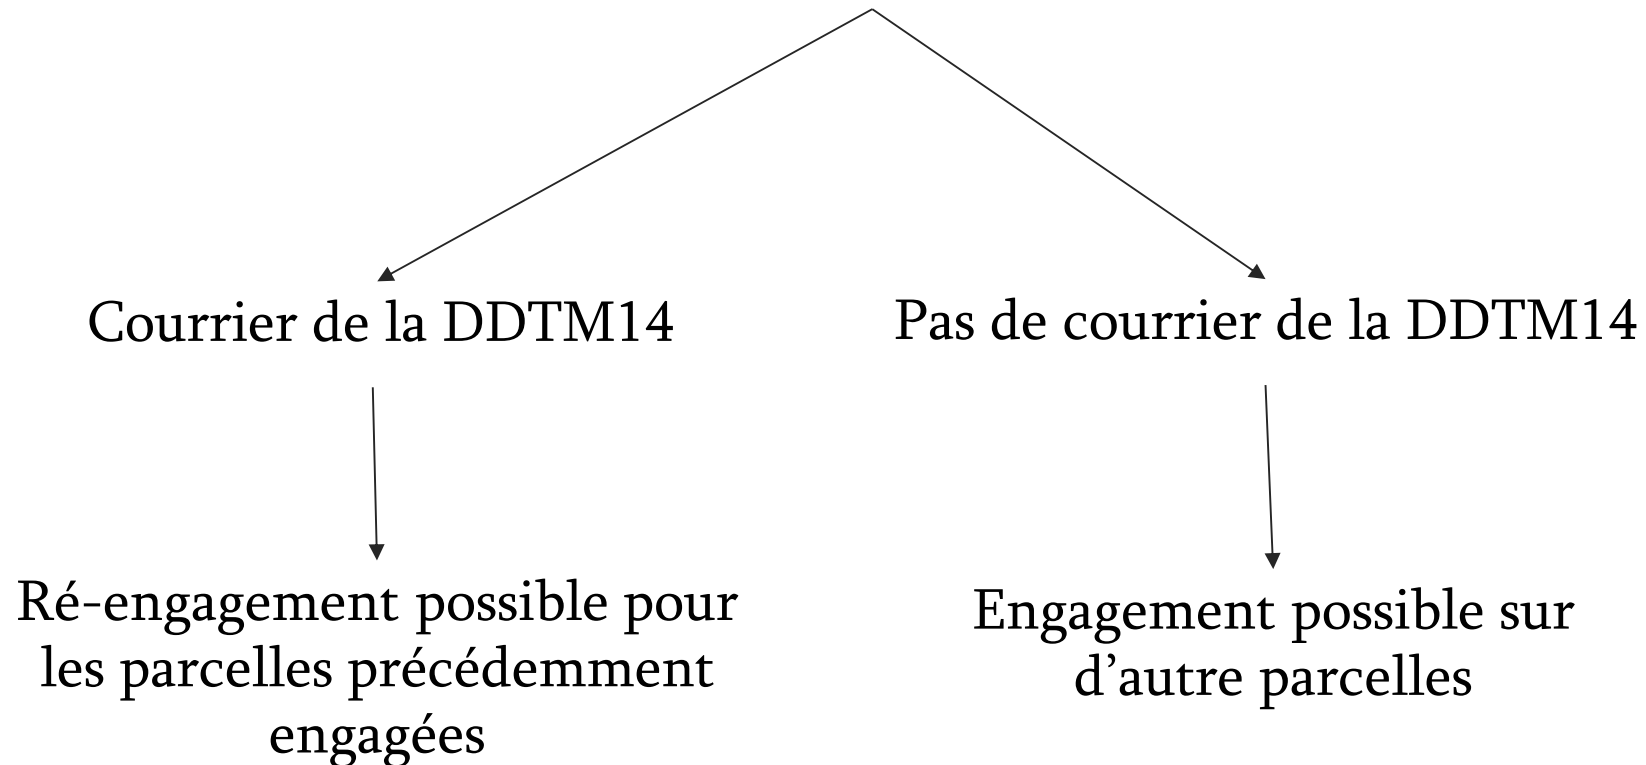 Courrier de la DDTM14
Pas de courrier de la DDTM14
Ré-engagement possible pour
les parcelles précédemment
engagées
Engagement possible sur
d’autre parcelles